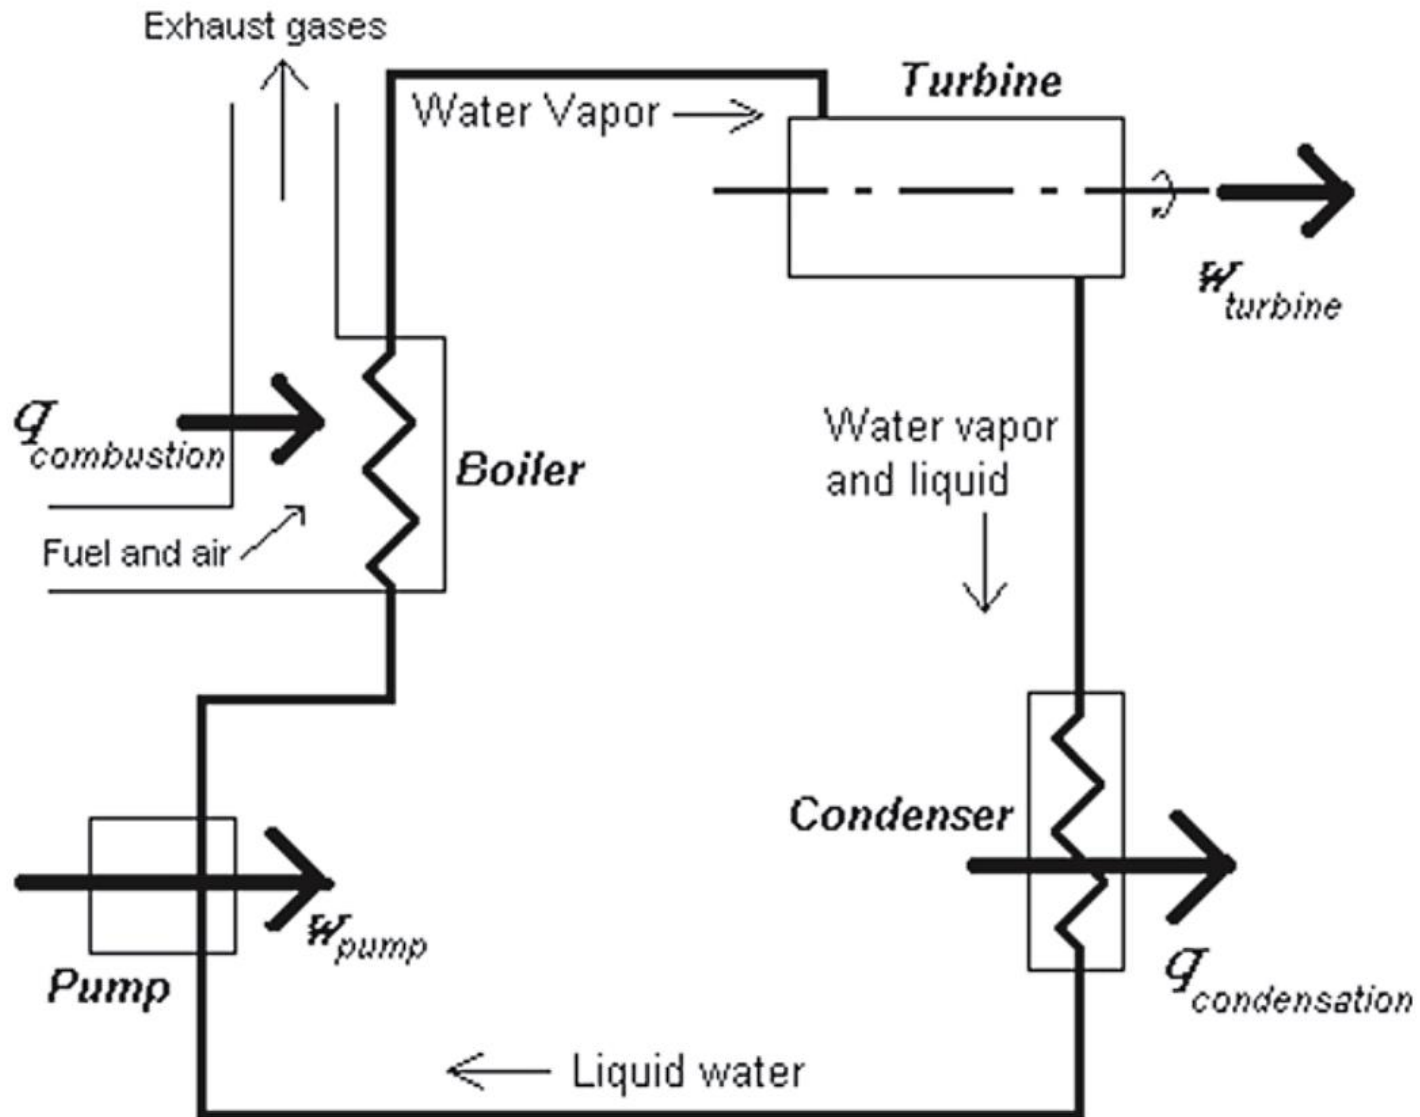 Exhaust gases
Water Vapor
Turbine
w turbine
q combustion
Boiler
Fuel and air
Water vapor
and liquid
Condenser
w pump
Pump
q condensation
Liquid water